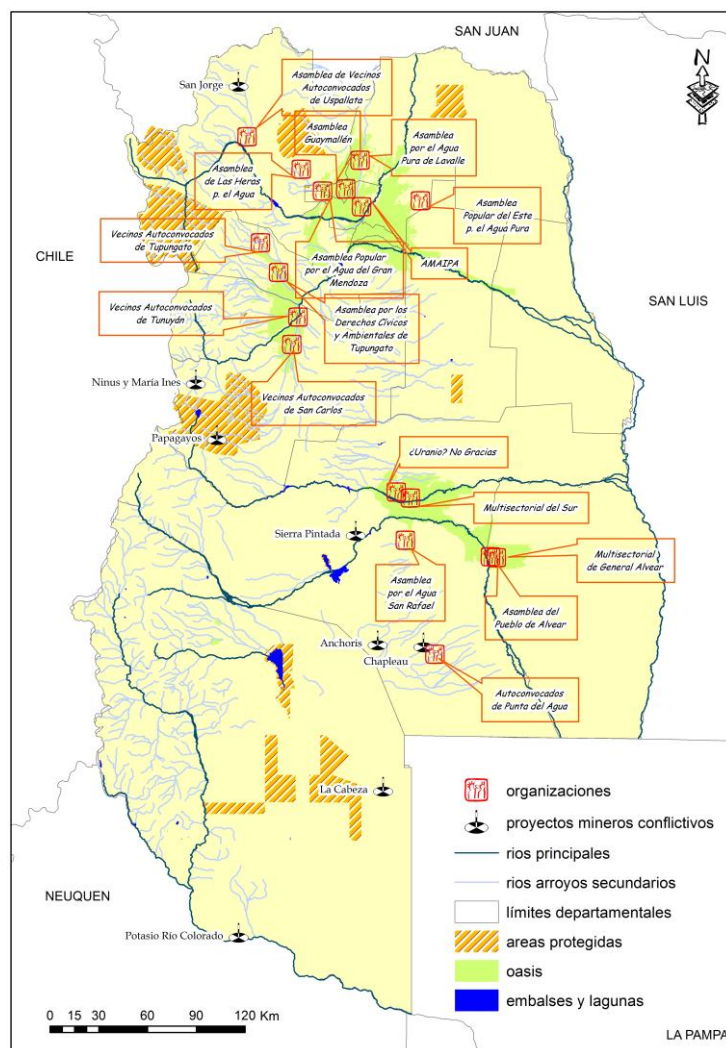 SAN JUAN
N
San Jorge
Asamblea de Vecinos
Autoconvocados
de Uspallata
Asamblea
Guaymallén
Asamblea
por el Agua
Pura de Lavalle
Asamblea
de Las Heras
p. el Agua
Asamblea
Popular del Este
p. el Agua Pura
Vecinos Autoconvocados
de Tupungato
CHILE
Asamblea Popular
por el Agua del Gran
Mendoza
AMAIPA
SAN LUIS
Vecinos Autoconvocados
de Tunuyán
Asamblea por los
Derechos Cívicos
y Ambientales de
Tupungato
Ninus y María Ines
Vecinos Autoconvocados
de San Carlos
Papagayos
¿Uranio? No Gracias
Multisectorial del Sur
Sierra Pintada
Multisectorial
de General Alvear
Asamblea
por el Agua
San Rafael
Asamblea del
Pueblo de Alvear
Anchoris
Chapleau
Autoconvocados
de Punta del Agua
La Cabeza
organizaciones
proyectos mineros conflictivos
rios principales
rios arroyos secundarios
límites departamentales
areas protegidas
oasis
embalses y lagunas
NEUQUEN
Potasio Río Colorado
0 15 30 60 90 120 Km
LA PAMPA